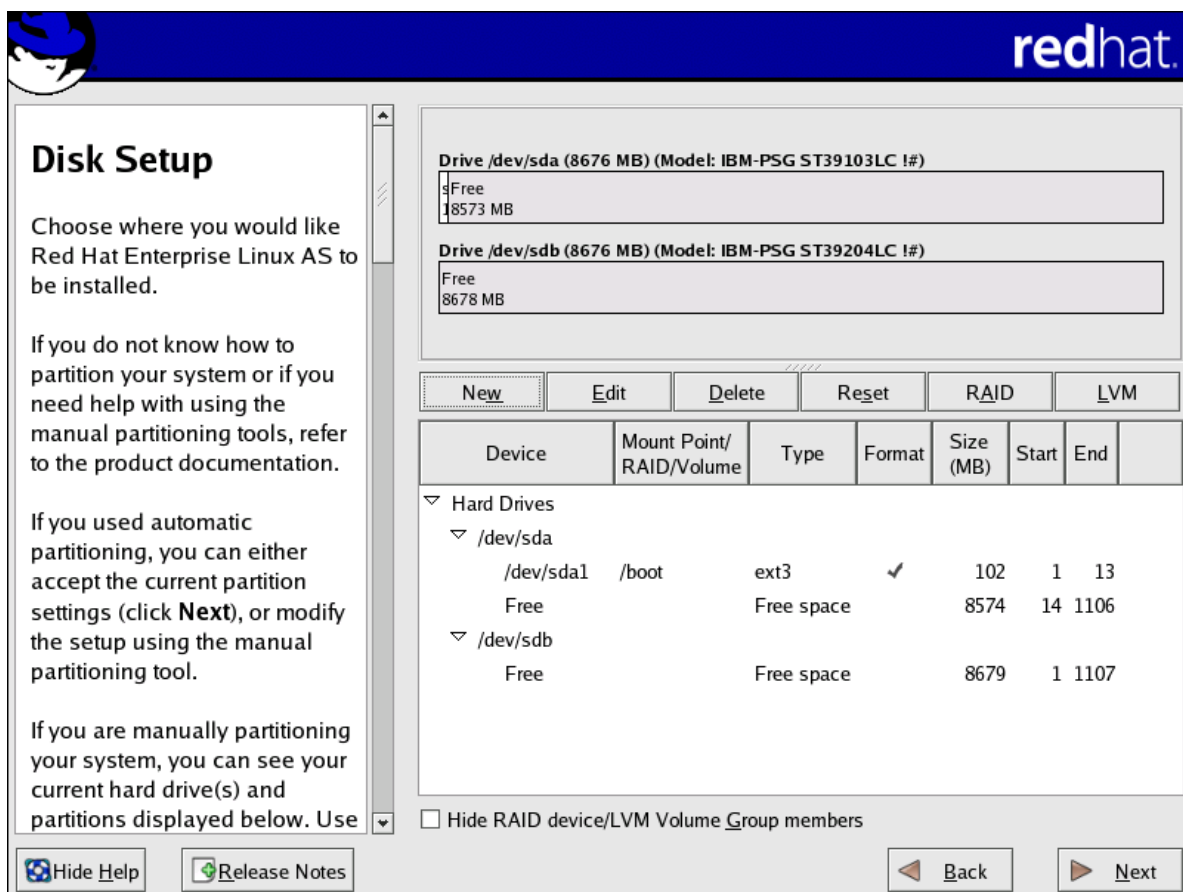 redhat.
Disk Setup
Choose where you would like
Red Hat Enterprise Linux AS to
be installed.
If you do not know how to
partition your system or if you
need help with using the
manual partitioning tools, refer
to the product documentation.
If you used automatic
partitioning, you can either
accept the current partition
settings (click Next), or modify
the setup using the manual
partitioning tool.
If you are manually partitioning
your system, you can see your
current hard drive(s) and
partitions displayed below. Use
Drive /dev/sda (8676 MB) (Model: IBM-PSG ST39103LC !#)
s Free
1 8573 MB
Drive /dev/sdb (8676 MB) (Model: IBM-PSG ST39204LC !#)
Free
8678 MB
New Edit Delete Reset RAID LVM
Device Mount Point/ RAID/Volume Type Format Size (MB) Start End
Hard Drives
/dev/sda
/dev/sda1 /boot ext3 102 1 13
Free Free space 8574 14 1106
/dev/sdb
Free Free space 8679 1 1107
Hide RAID device/LVM Volume Group members
Hide Help Release Notes Back Next